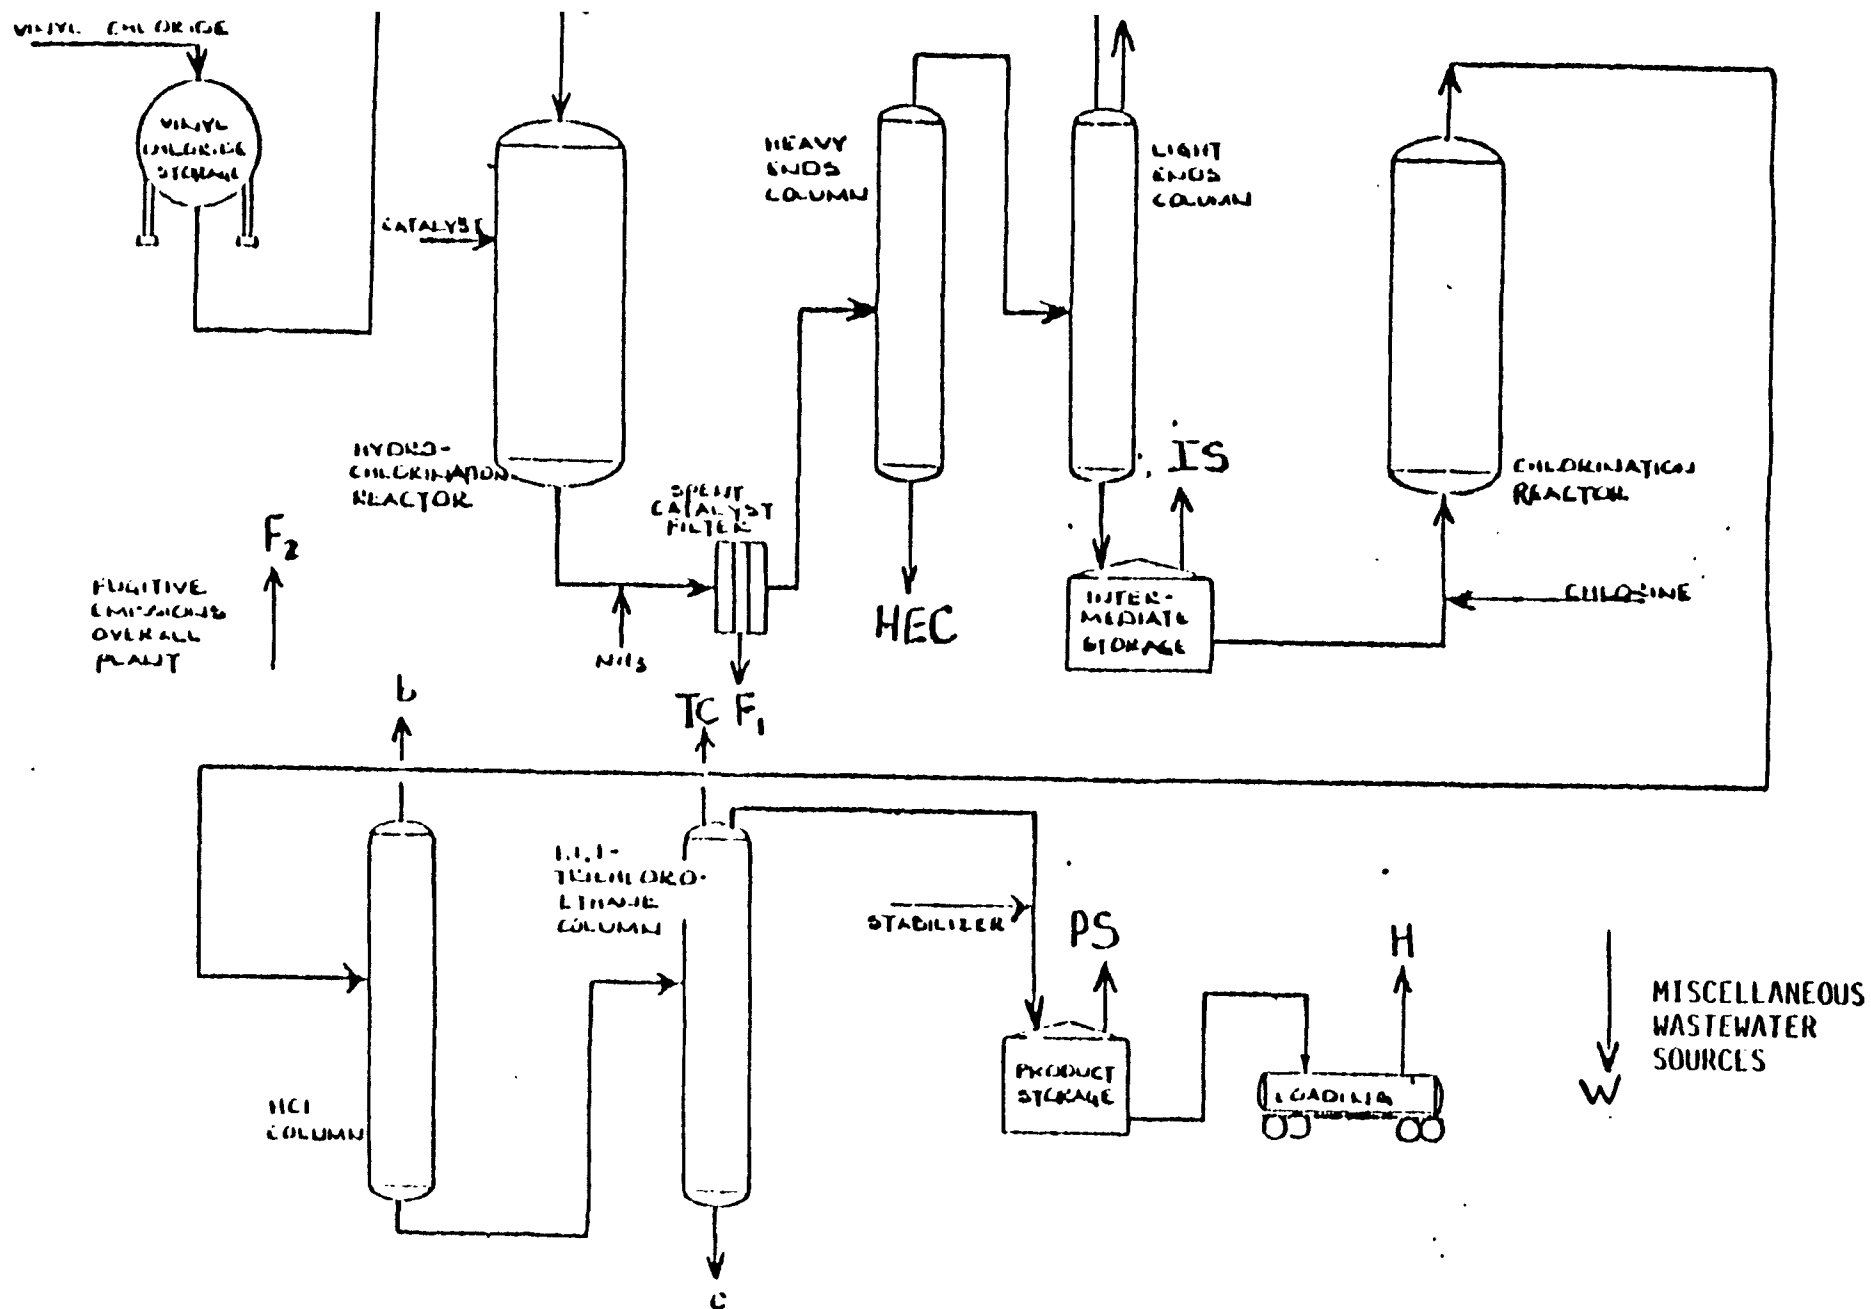 VINYL CHLORIDE
VINYL
CHLORIDE
STORAGE
CATALYST
HYDRO-
CHLORINATION
REACTOR
HEAVY
ENDS
COLUMN
LIGHT
ENDS
COLUMN
CHLORINATION
REACTOR
IS
SPENT
CATALYST
FILTER
F2
FUGITIVE
EMISSIONS
OVERALL
PLANT
NH3
HEC
INTER-
MEDIATE
STORAGE
CHLORINE
b
TC F1
1,1,1-
TRICHLORO-
ETHANE
COLUMN
STABILIZER
PS
H
MISCELLANEOUS
WASTEWATER
SOURCES
W
PRODUCT
STORAGE
LOADING
HCl
COLUMN
c